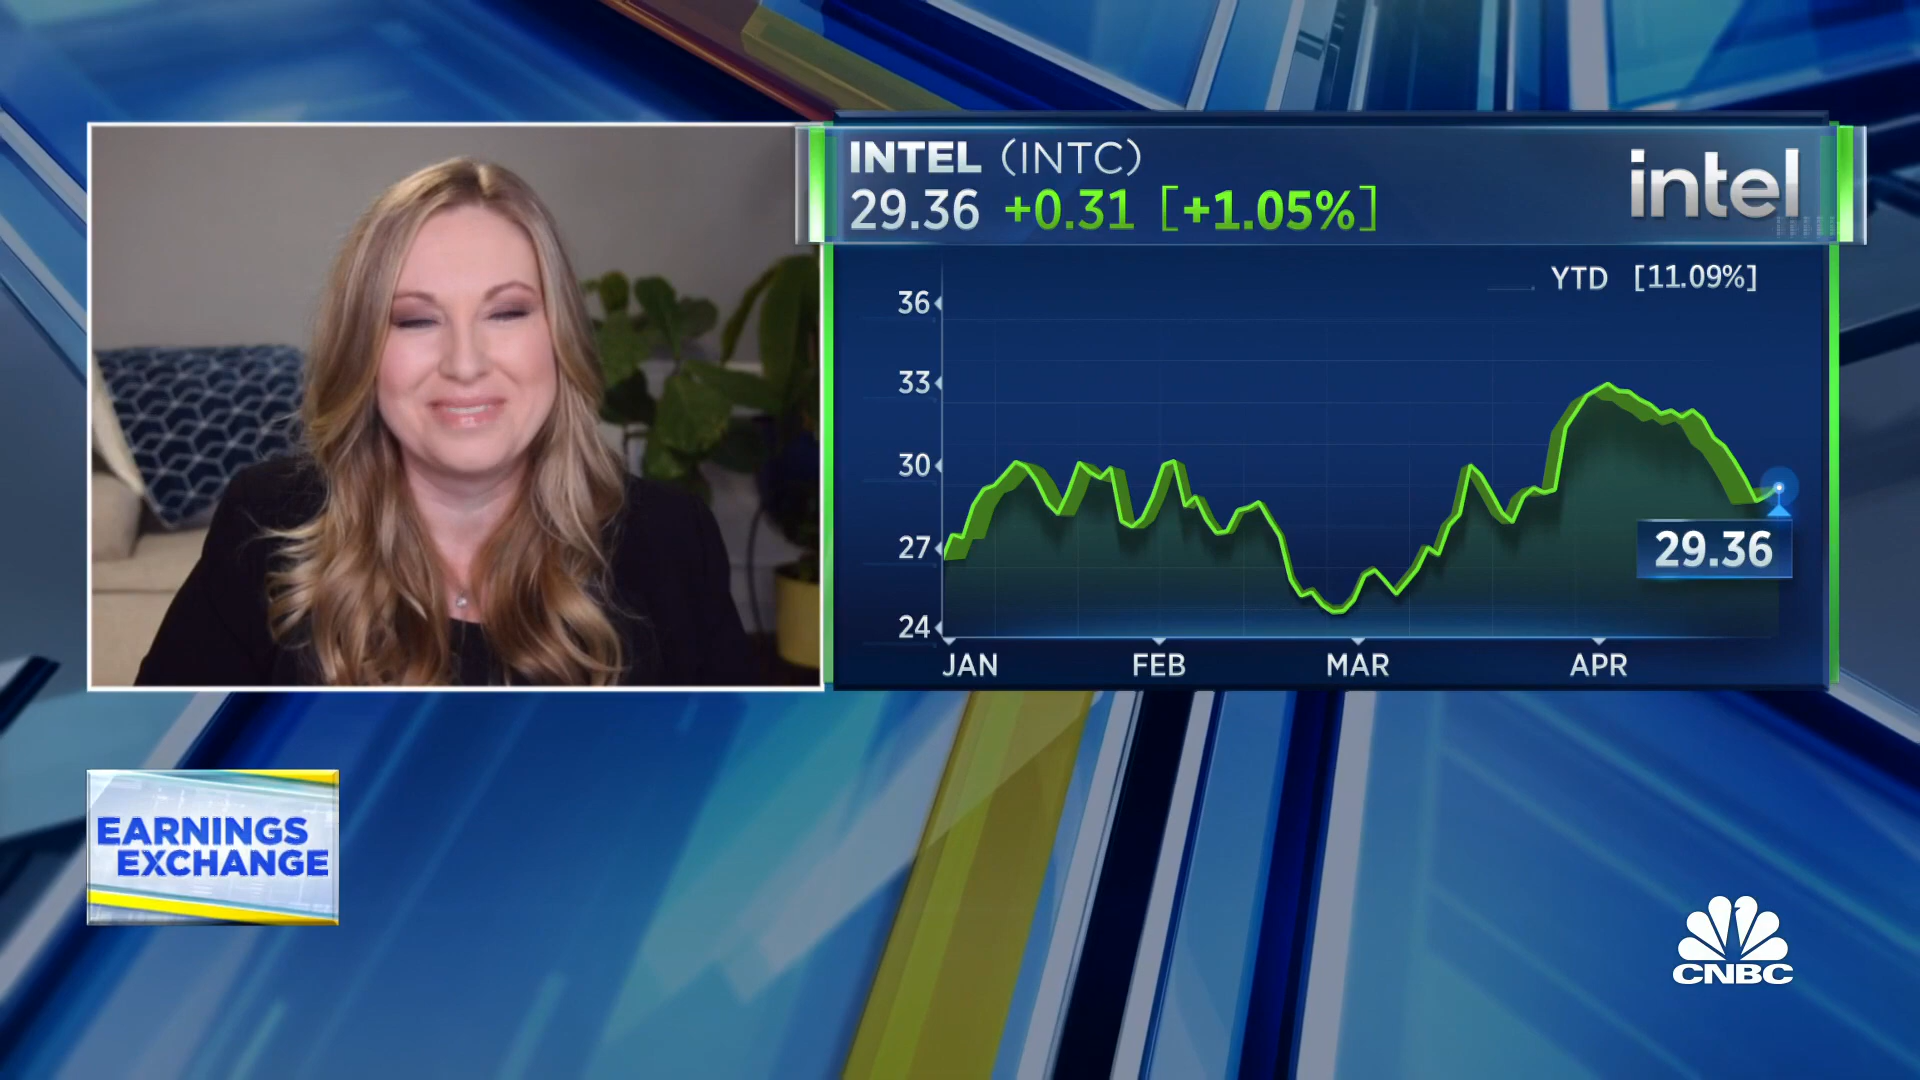 INTEL (INTC)
29.36 +0.31 [+1.05%]
intel
YTD [11.09%]
36
33
30
27
24
29.36
JAN FEB MAR APR
EARNINGS
EXCHANGE
CNBC